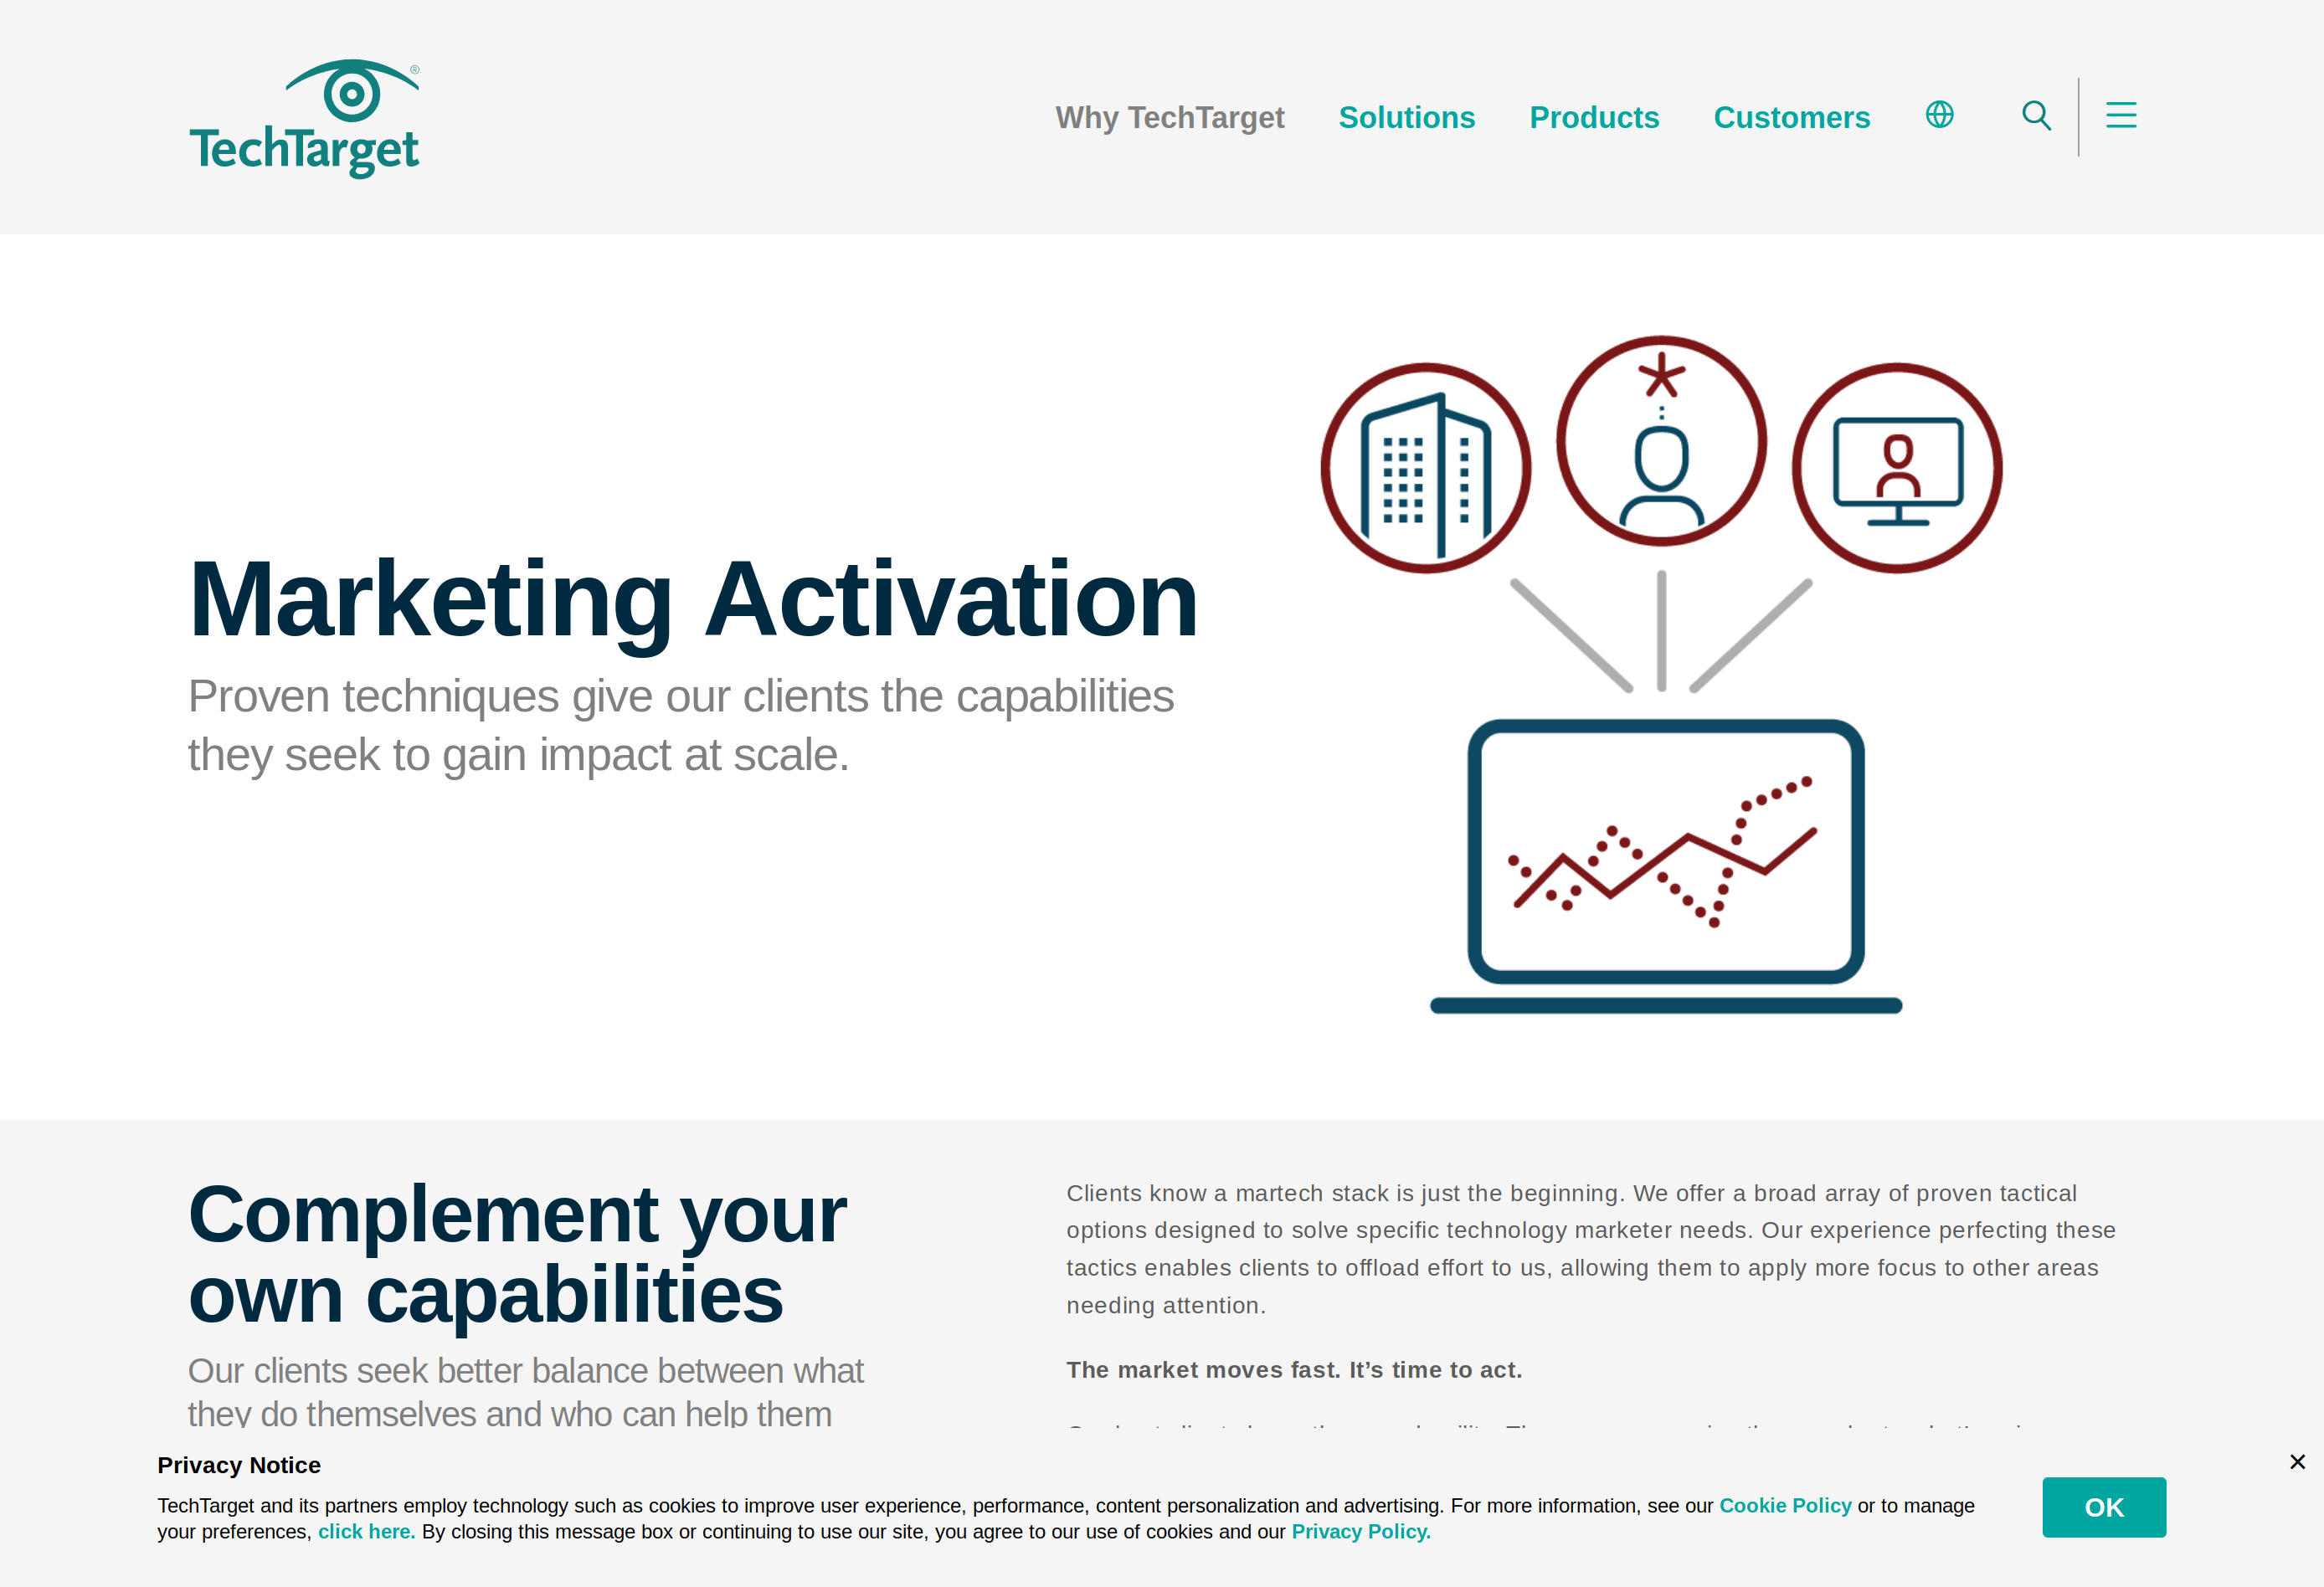 TechTarget®
Why TechTarget Solutions Products Customers
Marketing Activation
Proven techniques give our clients the capabilities
they seek to gain impact at scale.
Complement your
own capabilities
Our clients seek better balance between what
they do themselves and who can help them
Clients know a martech stack is just the beginning. We offer a broad array of proven tactical
options designed to solve specific technology marketer needs. Our experience perfecting these
tactics enables clients to offload effort to us, allowing them to apply more focus to other areas
needing attention.
The market moves fast. It’s time to act.
Privacy Notice
TechTarget and its partners employ technology such as cookies to improve user experience, performance, content personalization and advertising. For more information, see our Cookie Policy or to manage
your preferences, click here. By closing this message box or continuing to use our site, you agree to our use of cookies and our Privacy Policy.
OK